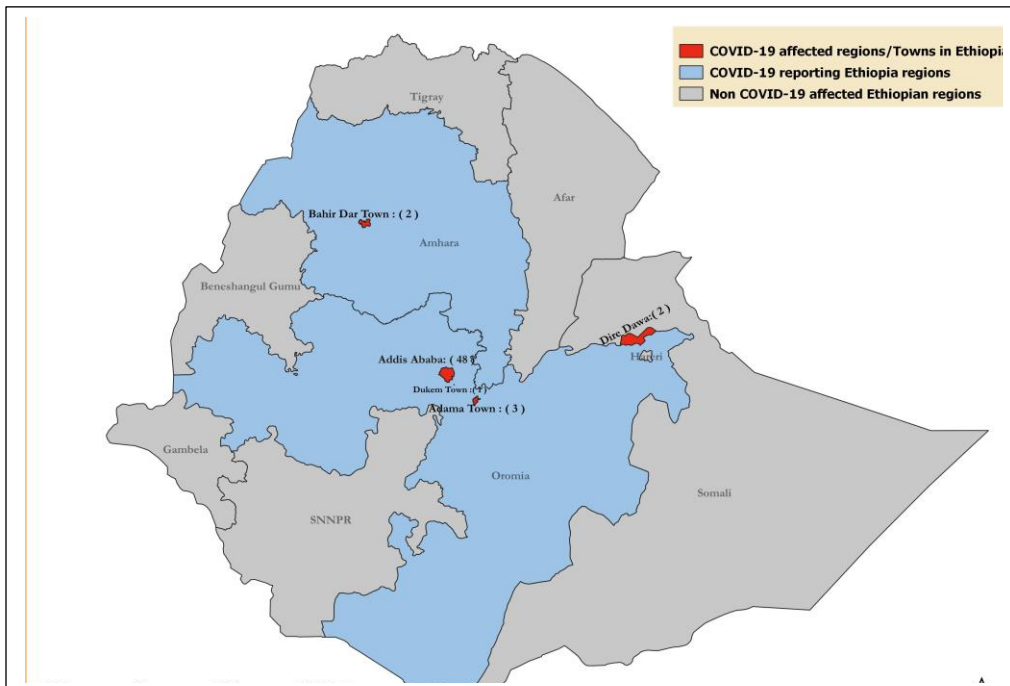 COVID-19 affected regions/Towns in Ethiopia
COVID-19 reporting Ethiopia regions
Non COVID-19 affected Ethiopian regions
Tigray
Afar
Bahir Dar Town : ( 2 )
Amhara
Beneshangul Gumu
Dire Dawa:( 2 )
Hareri
Addis Ababa: ( 48 )
Dukem Town :( 1 )
Adama Town : ( 3 )
Gambela
Oromia
Somali
SNNPR